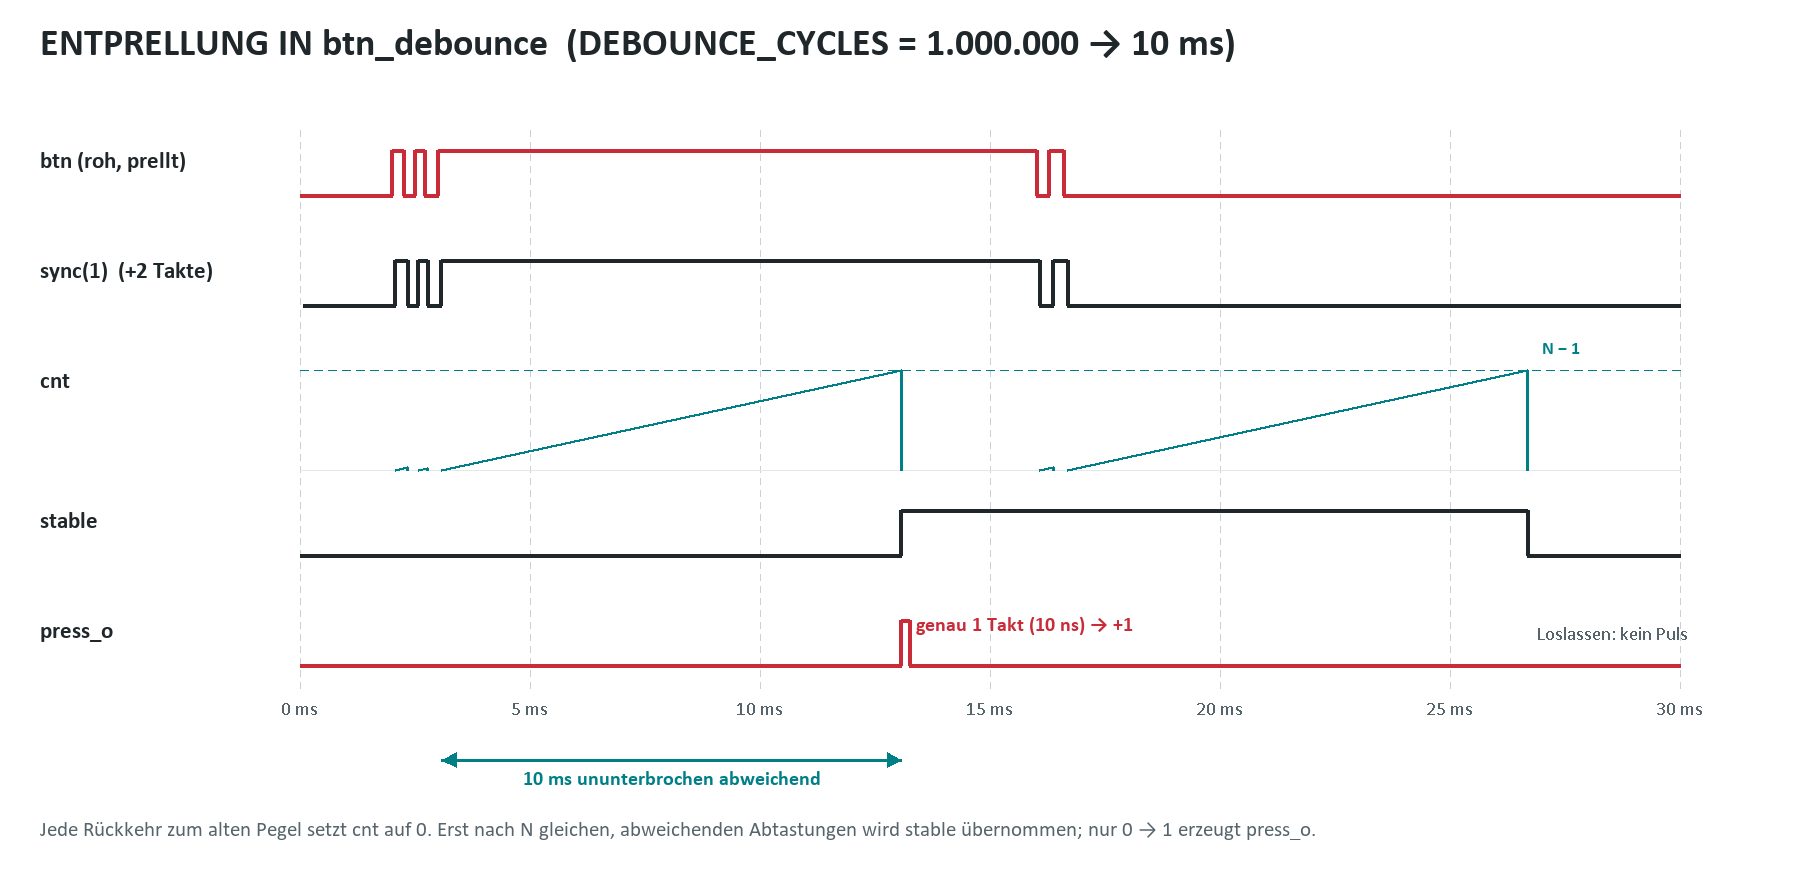 ENTPRELLUNG IN btn_debounce (DEBOUNCE_CYCLES = 1.000.000 → 10 ms)
btn (roh, prellt)
sync(1) (+2 Takte)
N – 1
cnt
stable
press_o
genau 1 Takt (10 ns) → +1
Loslassen: kein Puls
0 ms
5 ms
10 ms
15 ms
20 ms
25 ms
30 ms
10 ms ununterbrochen abweichend
Jede Rückkehr zum alten Pegel setzt cnt auf 0. Erst nach N gleichen, abweichenden Abtastungen wird stable übernommen; nur 0 → 1 erzeugt press_o.